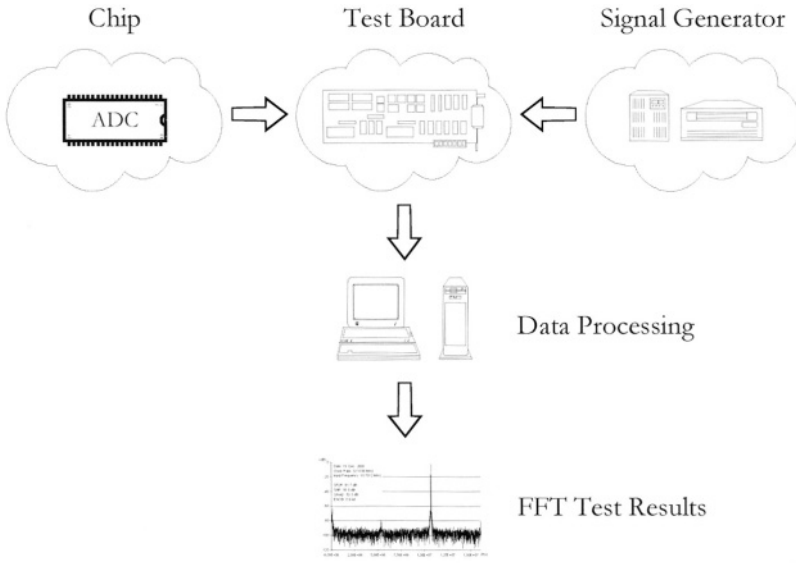 Chip
Test Board
Signal Generator
ADC
Data Processing
FFT Test Results